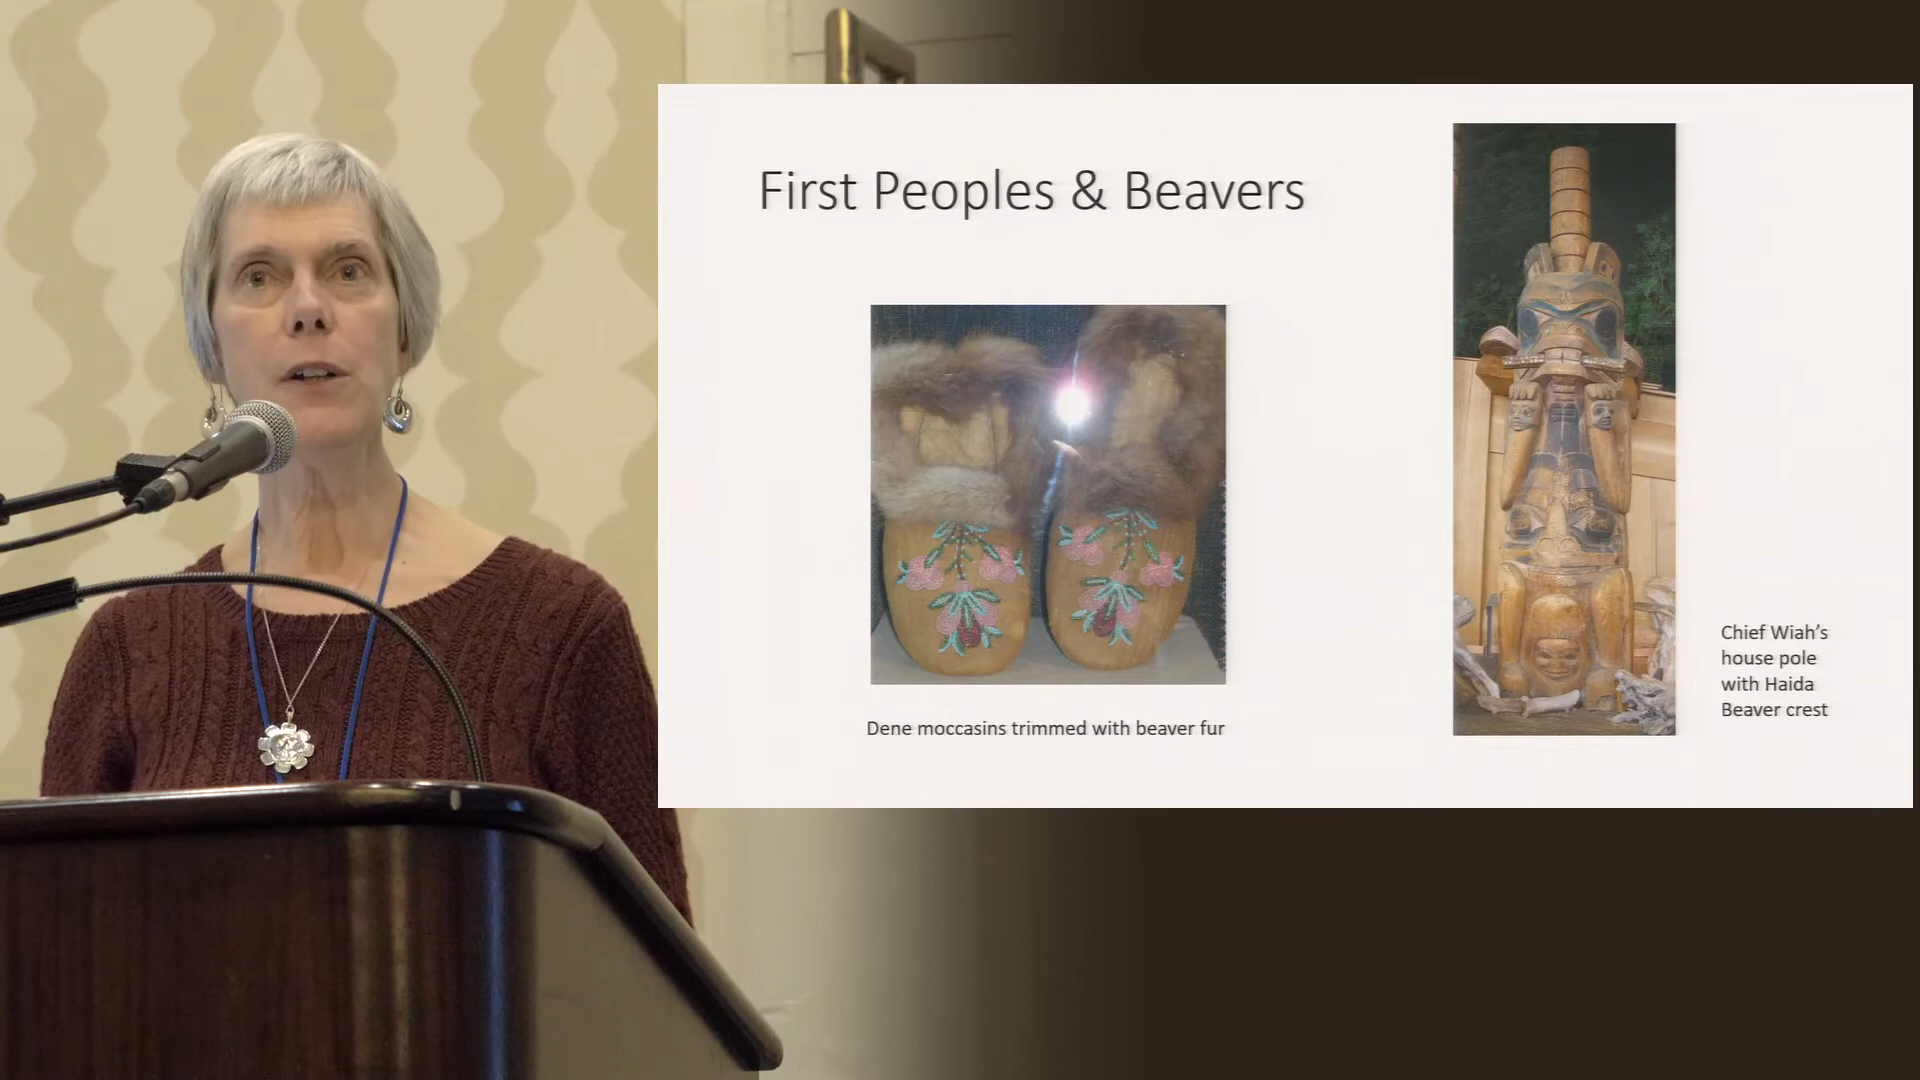 First Peoples & Beavers
Dene moccasins trimmed with beaver fur
Chief Wiah's
house pole
with Haida
Beaver crest